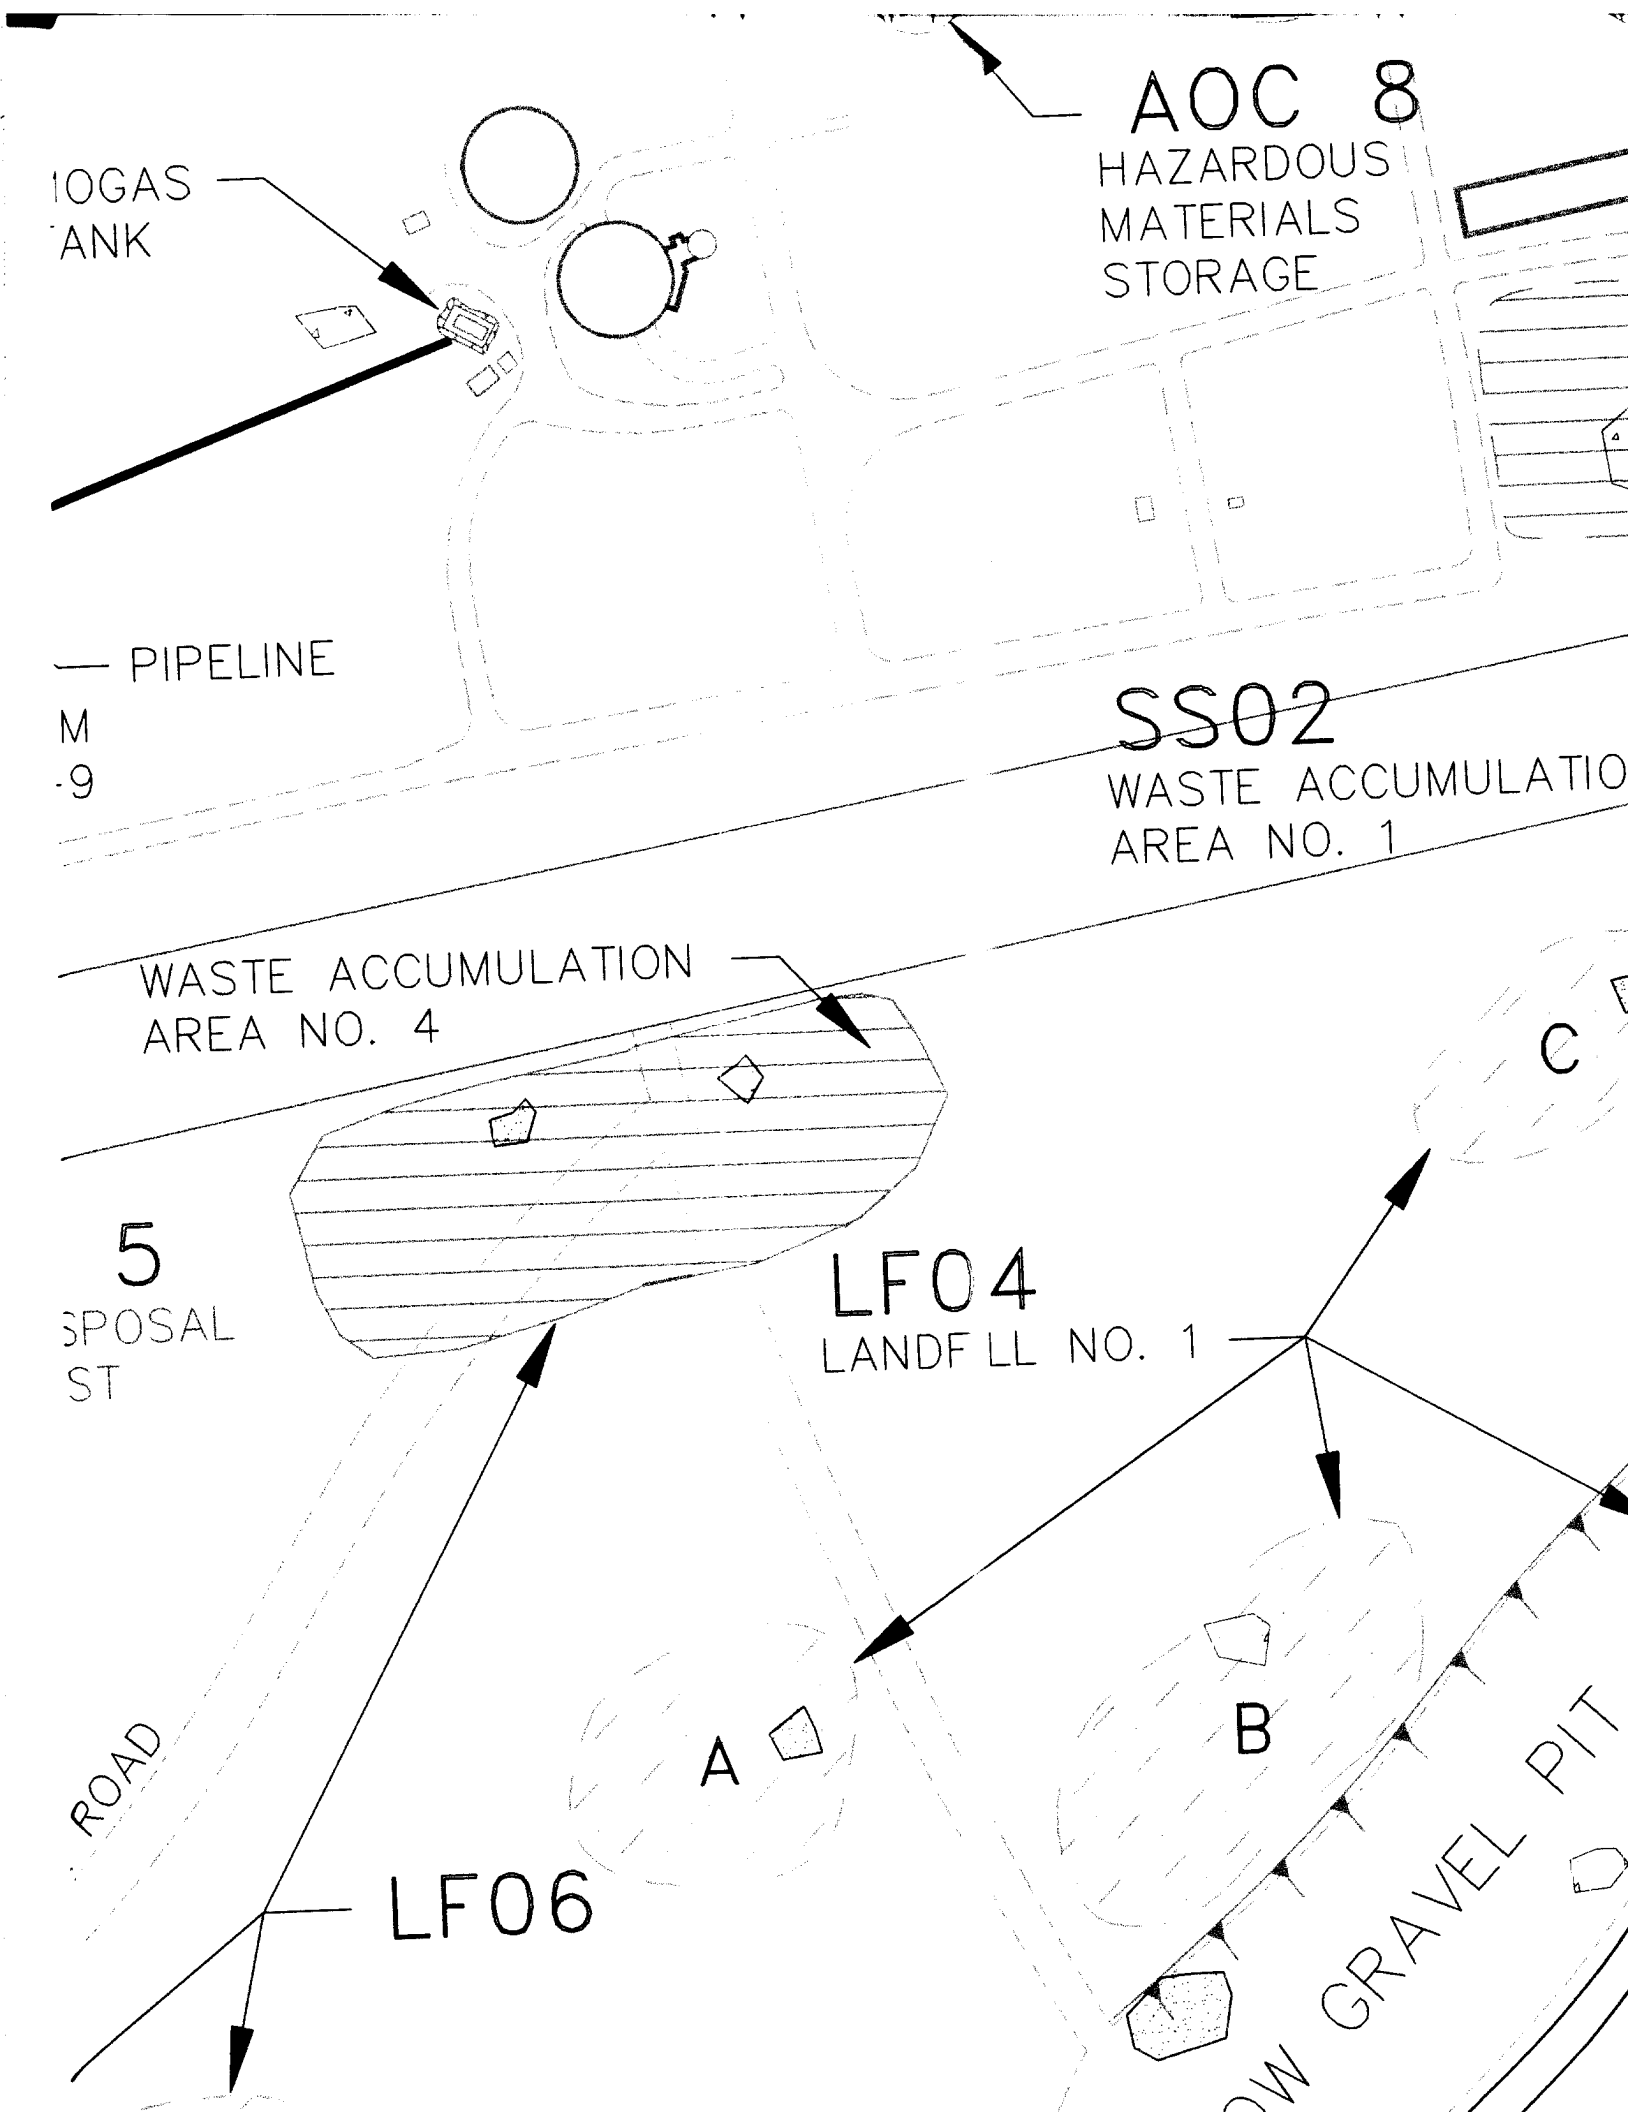 AOC 8
HAZARDOUS
MATERIALS
STORAGE
IOGAS
ANK
PIPELINE
M
-9
SS02
WASTE ACCUMULATIO
AREA NO. 1
WASTE ACCUMULATION
AREA NO. 4
C
5
SPOSAL
ST
LF04
LANDF LL NO. 1
A
B
ROAD
LF06
OW GRAVEL PIT